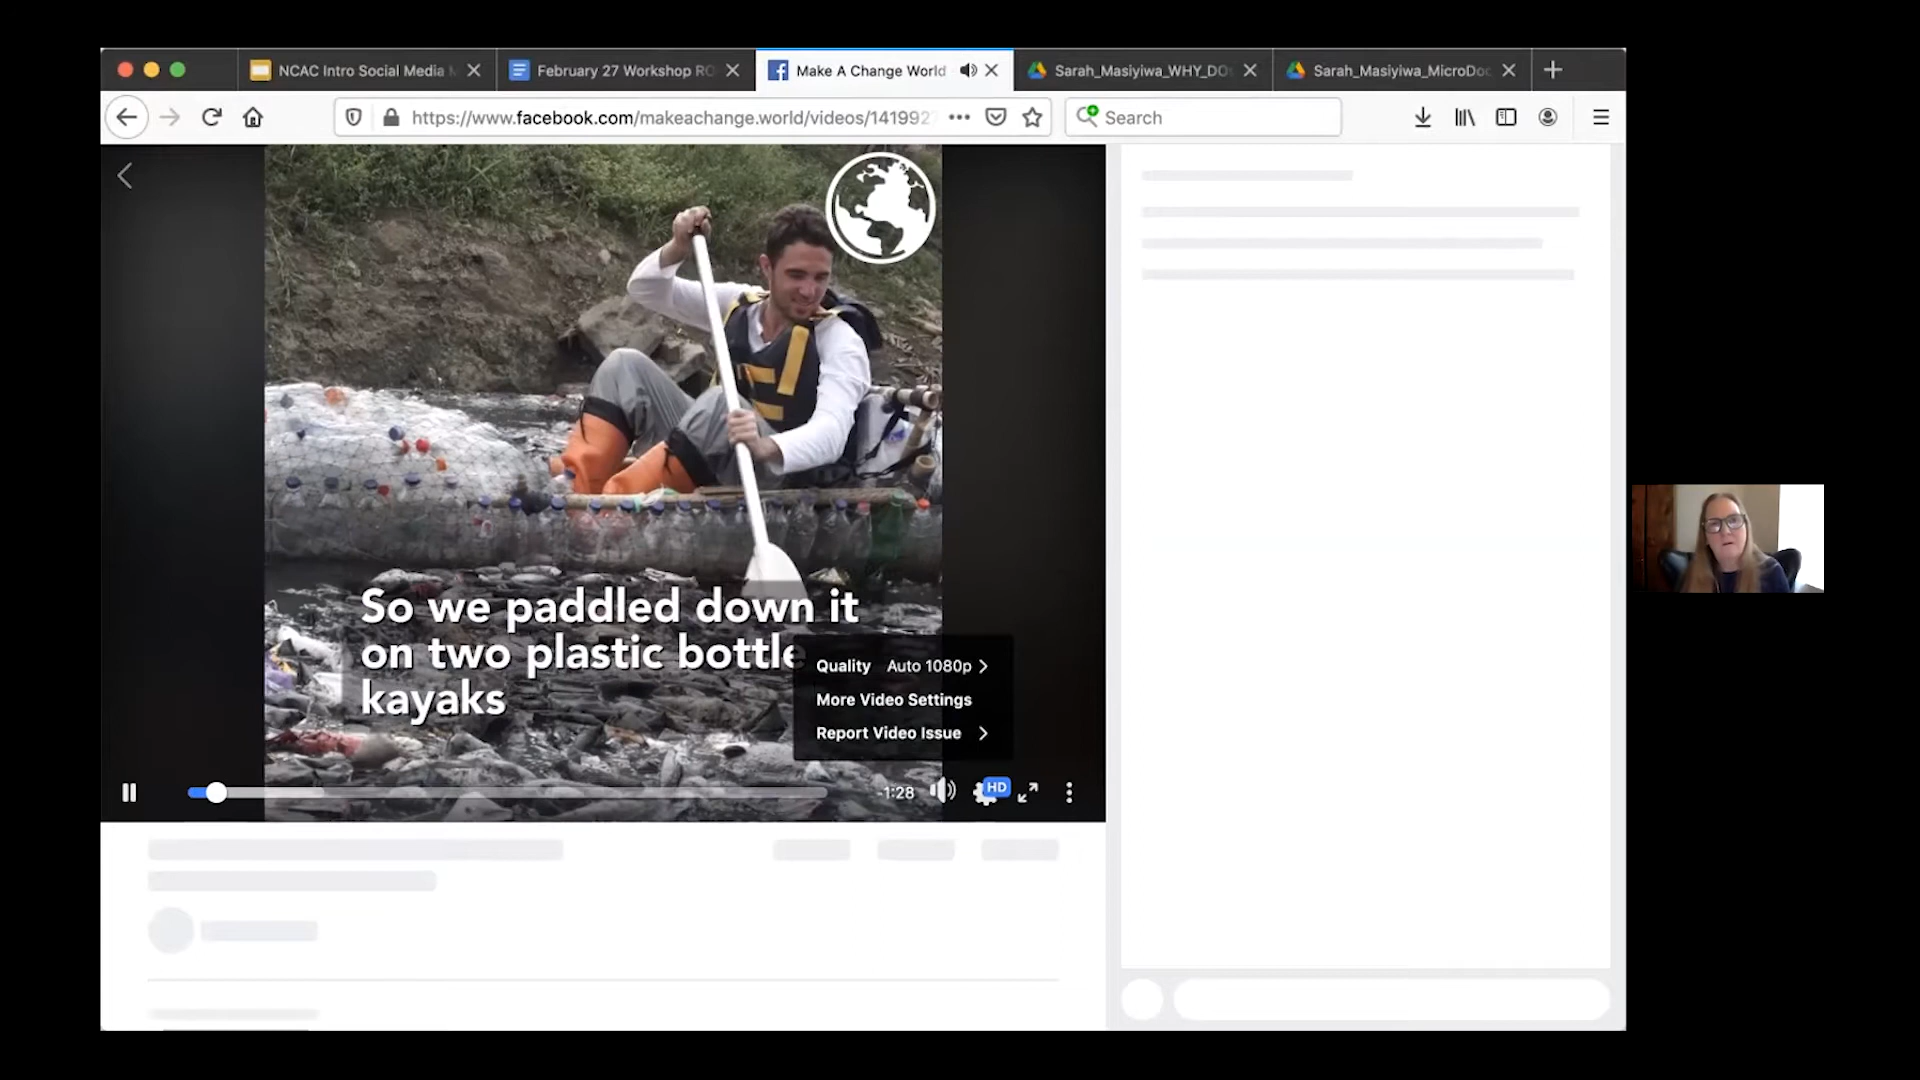 NCAC Intro Social Media
February 27 Workshop RO
Make A Change World
Sarah_Masiyiwa_WHY_DO
Sarah_Masiyiwa_MicroDoc
https://www.facebook.com/makeachange.world/videos/141992
Search
So we paddled down it
on two plastic bottle
kayaks
Quality Auto 1080p
More Video Settings
Report Video Issue
-1:28
HD